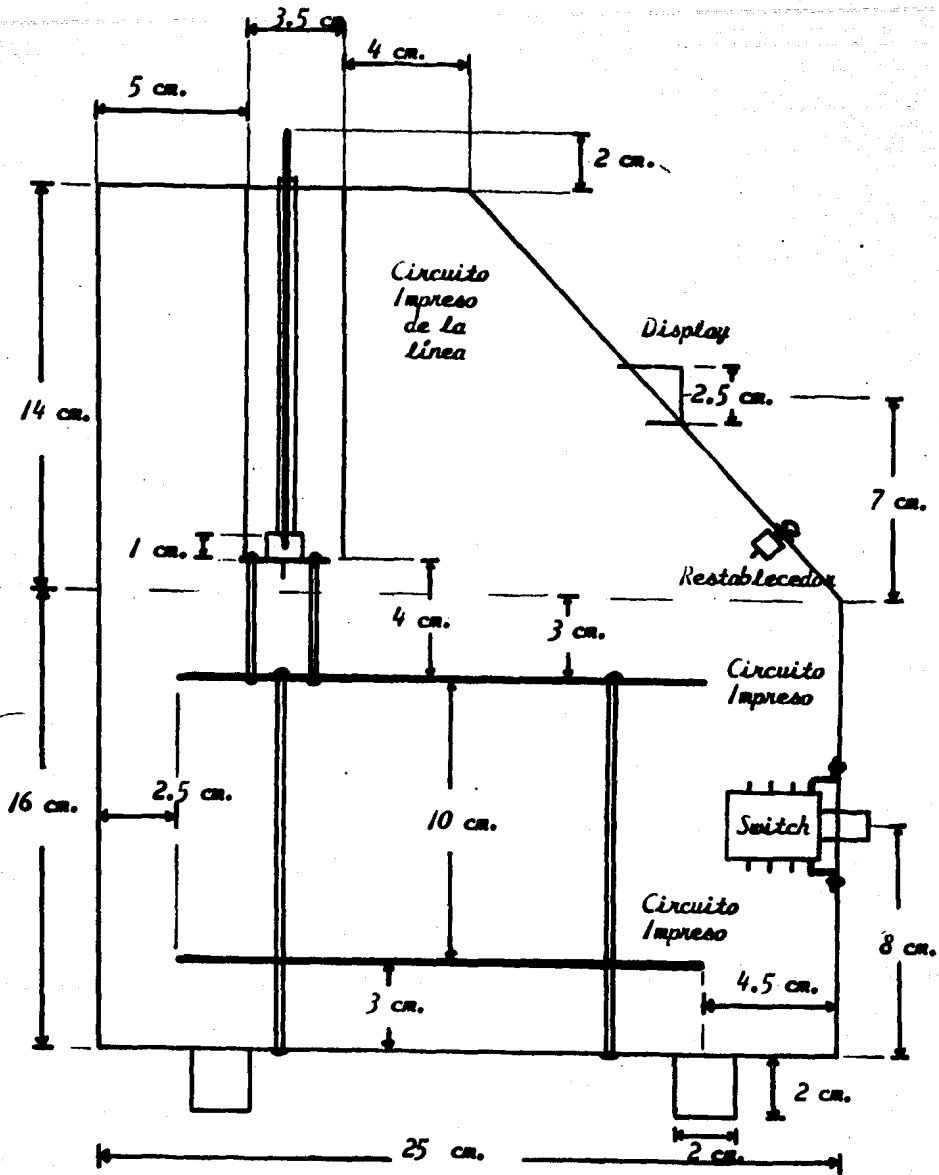 3.5 cm
4 cm.
5 cm.
2 cm.
Circuito
Impreso
de la
línea
Display
2.5 cm.
14 cm.
7 cm.
1 cm.
Restablecedor
4 cm.
3 cm.
Circuito
Impreso
2.5 cm.
16 cm.
10 cm.
Switch
Circuito
Impreso
8 cm.
4.5 cm.
3 cm.
2 cm.
25 cm.
2 cm.